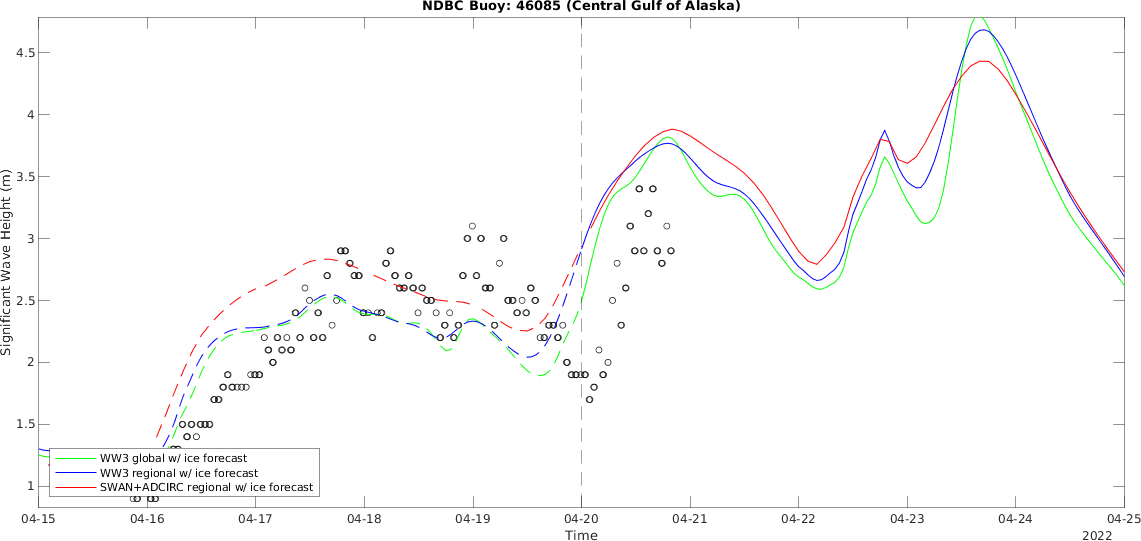 NDBC Buoy: 46085 (Central Gulf of Alaska)
Significant Wave Height (m)
4.5
4
3.5
3
2.5
2
1.5
1
WW3 global w/ ice forecast
WW3 regional w/ ice forecast
SWAN+ADCIRC regional w/ ice forecast
04-15 04-16 04-17 04-18 04-19 04-20 04-21 04-22 04-23 04-24 04-25
Time
2022